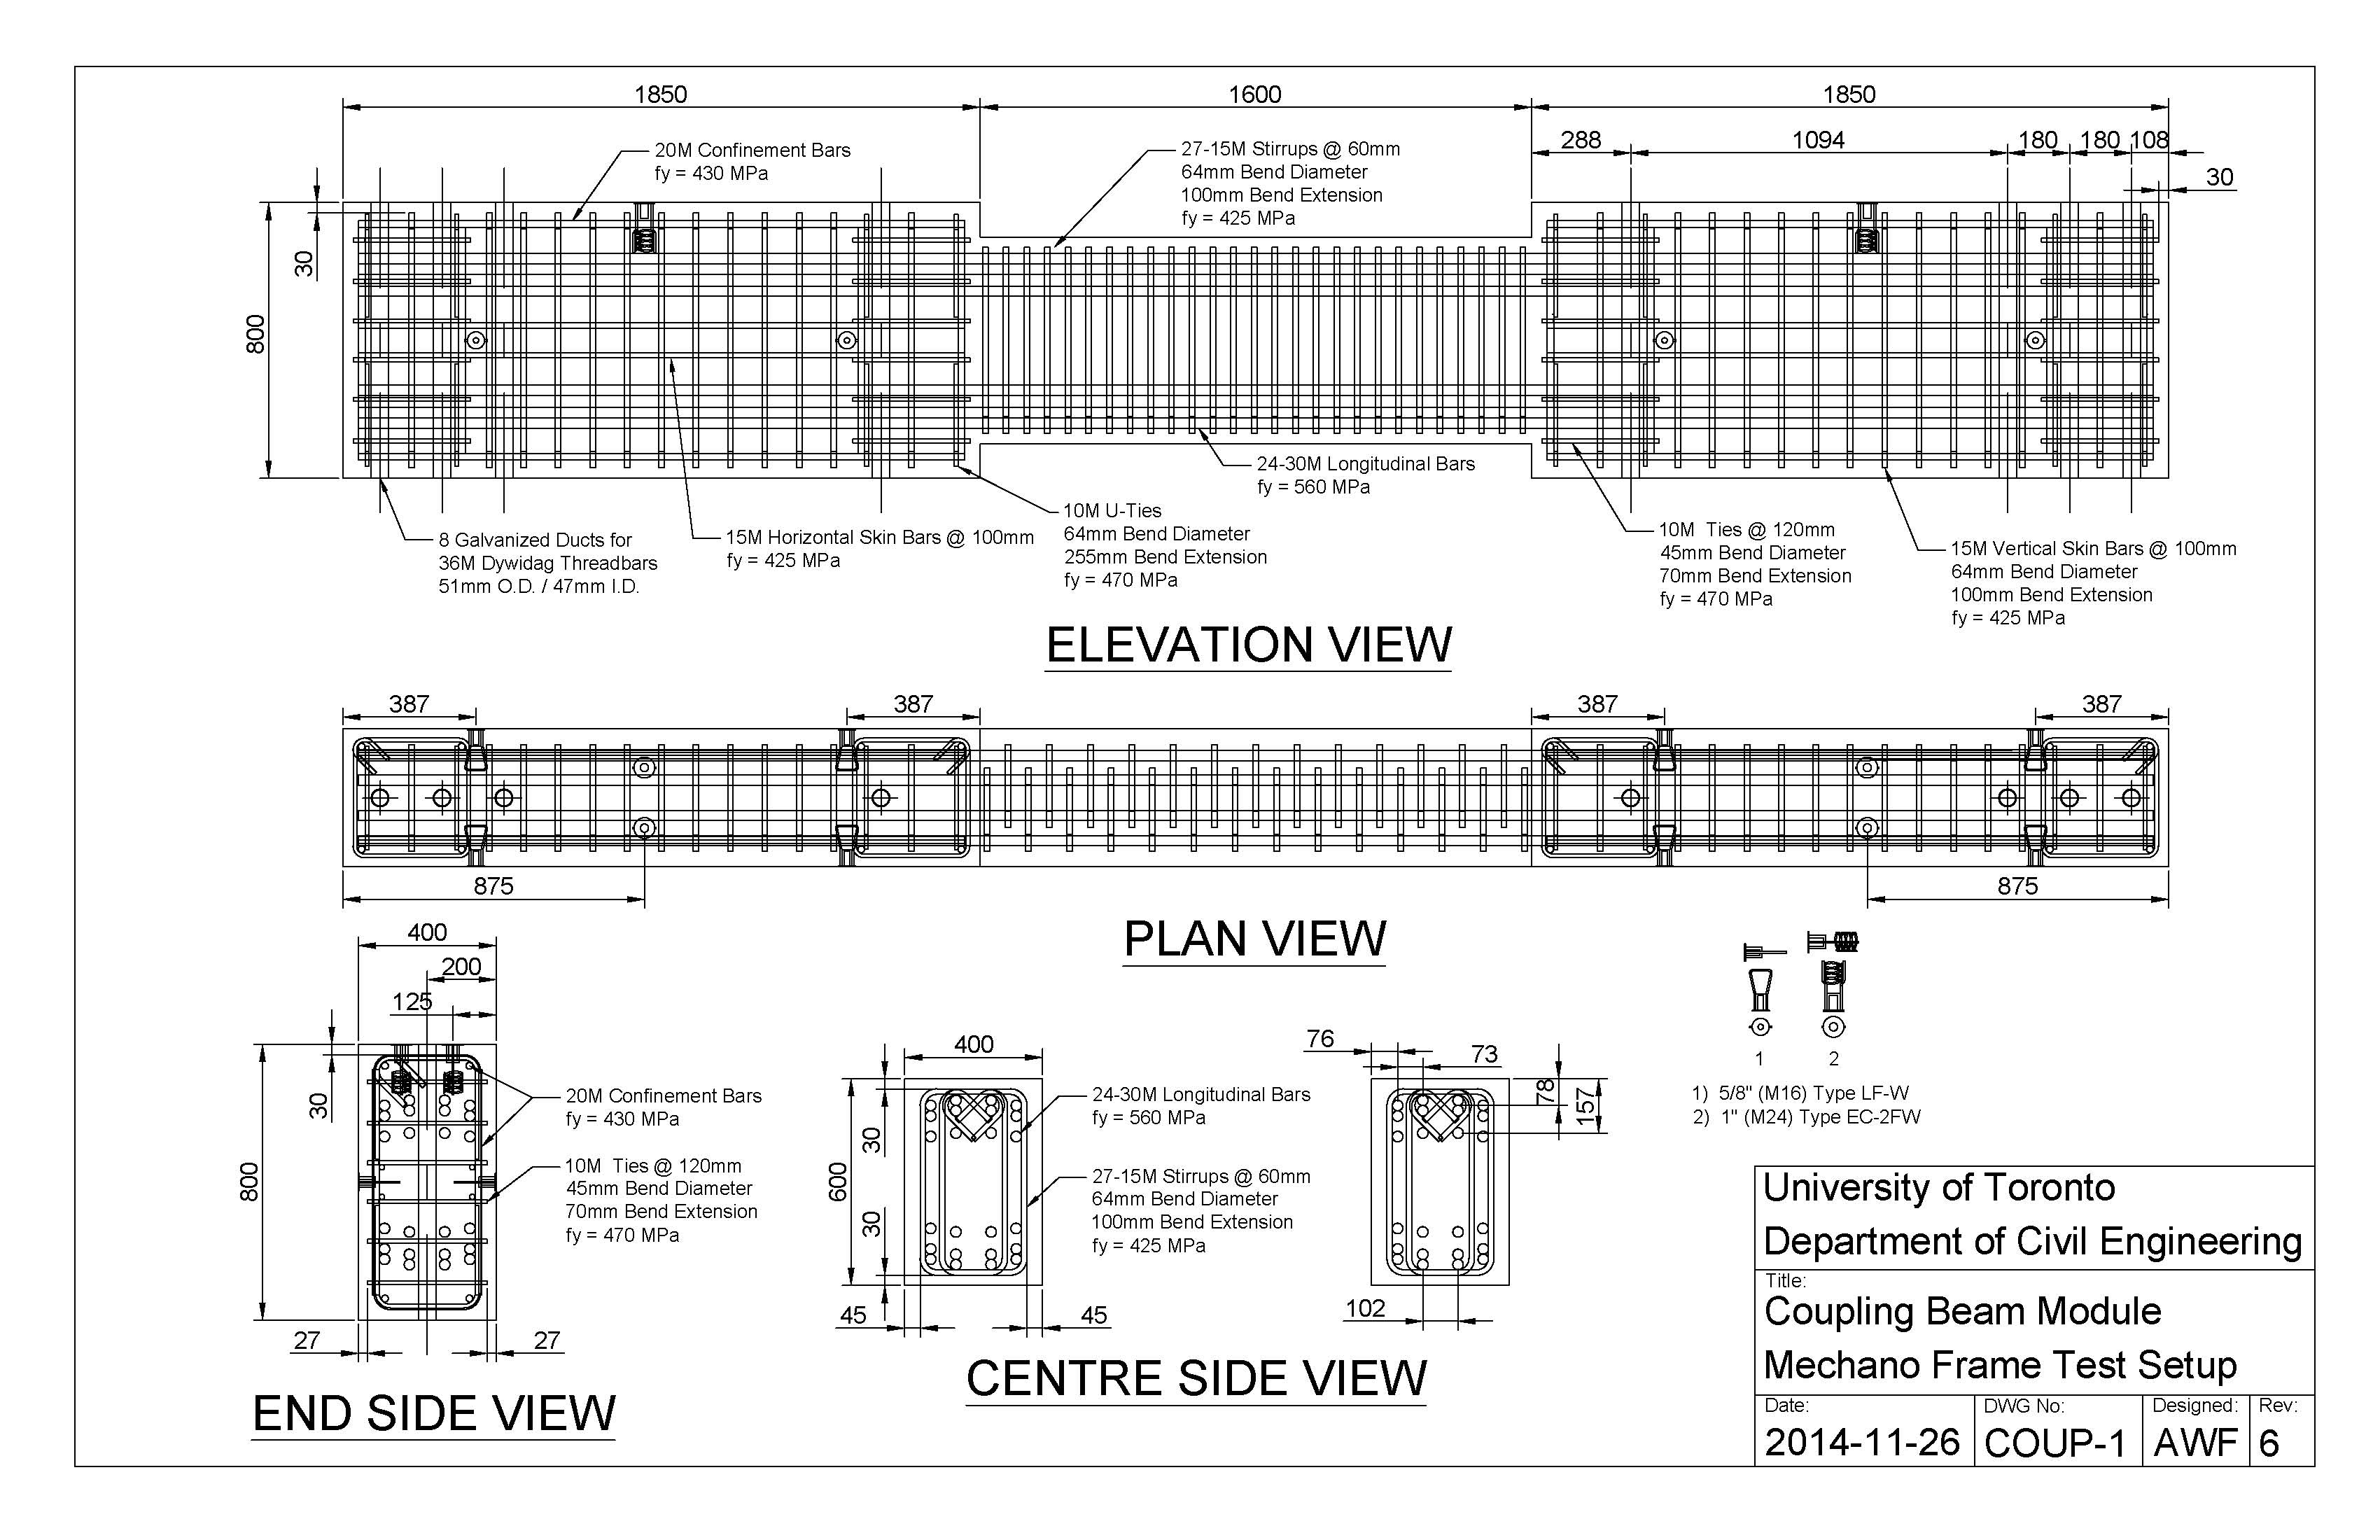 1850
1600
1850
288
1094
180
180
108
30
20M Confinement Bars
fy = 430 MPa
27-15M Stirrups @ 60mm
64mm Bend Diameter
100mm Bend Extension
fy = 425 MPa
30
800
24-30M Longitudinal Bars
fy = 560 MPa
8 Galvanized Ducts for
36M Dywidag Threadbars
51mm O.D. / 47mm I.D.
15M Horizontal Skin Bars @ 100mm
fy = 425 MPa
10M U-Ties
64mm Bend Diameter
255mm Bend Extension
fy = 470 MPa
10M Ties @ 120mm
45mm Bend Diameter
70mm Bend Extension
fy = 470 MPa
15M Vertical Skin Bars @ 100mm
64mm Bend Diameter
100mm Bend Extension
fy = 425 MPa
ELEVATION VIEW
387
387
387
387
875
875
PLAN VIEW
400
200
125
30
800
20M Confinement Bars
fy = 430 MPa
10M Ties @ 120mm
45mm Bend Diameter
70mm Bend Extension
fy = 470 MPa
27
27
END SIDE VIEW
400
30
600
30
45
45
24-30M Longitudinal Bars
fy = 560 MPa
27-15M Stirrups @ 60mm
64mm Bend Diameter
100mm Bend Extension
fy = 425 MPa
76
73
78
157
102
CENTRE SIDE VIEW
1
2
1) 5/8" (M16) Type LF-W
2) 1" (M24) Type EC-2FW
University of Toronto
Department of Civil Engineering
Title:
Coupling Beam Module
Mechano Frame Test Setup
Date:
2014-11-26
DWG No:
COUP-1
Designed:
AWF
Rev:
6